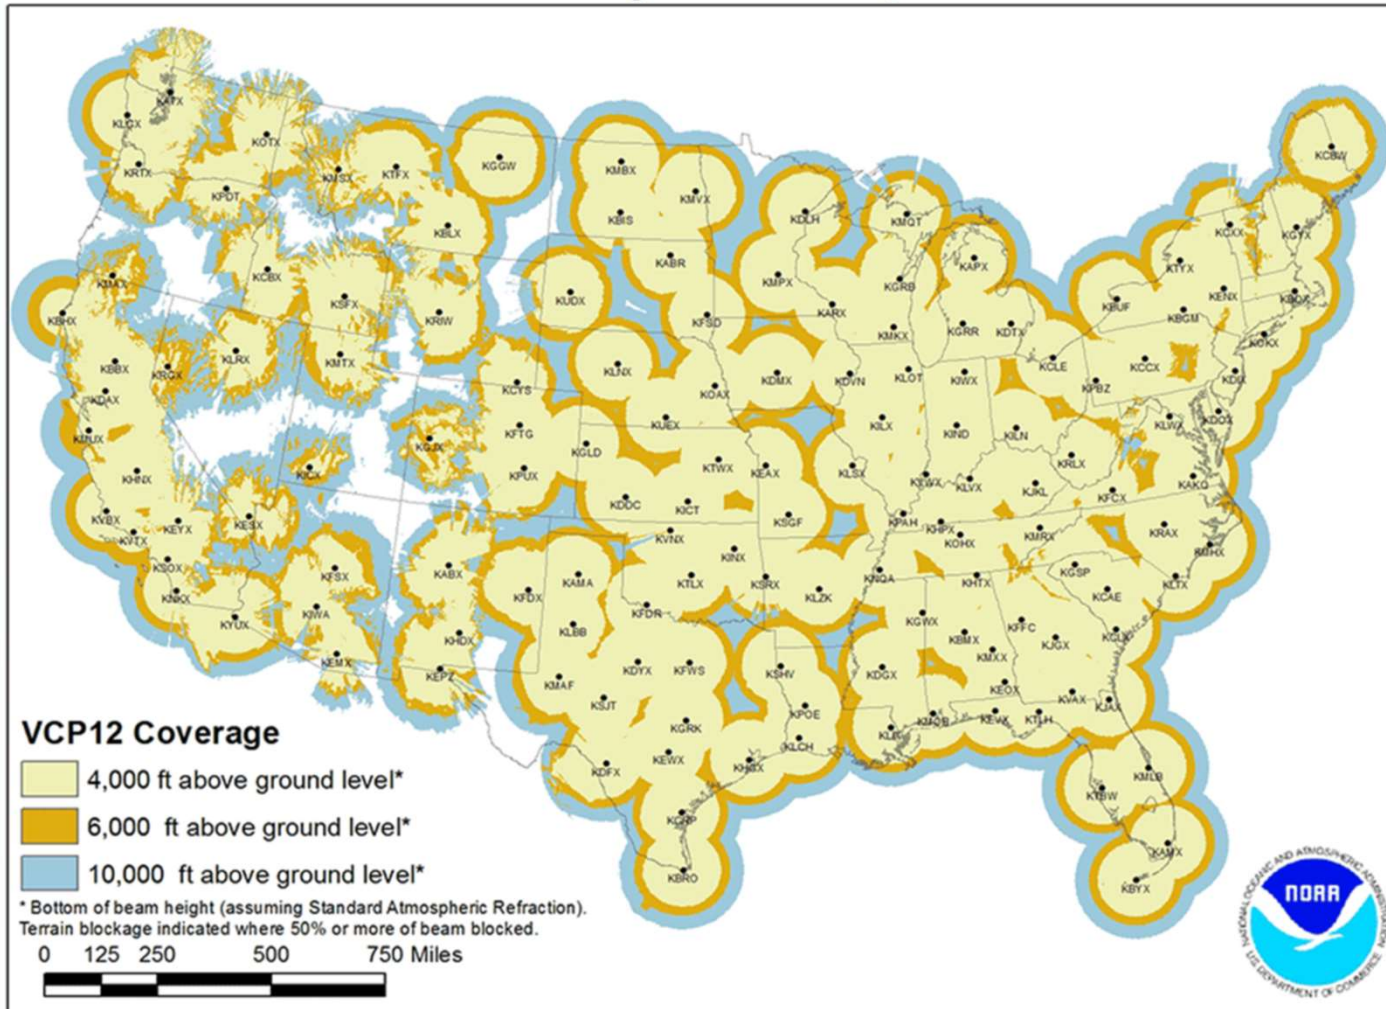 KATX
KLGX
KOTX
KRTX
KMSX
KTFX
KGGW
KPDT
KBLX
KMBX
KMVX
KBIS
KDLH
KMQT
KCBW
KCXX
KGYX
KMAX
KCBX
KSFX
KRIW
KUDX
KABR
KMPX
KGRB
KAPX
KTYX
KBHX
KFSD
KARX
KMKX
KGRR
KDTX
KBUF
KBGM
KENX
KBOX
KBBX
KRGX
KLRX
KMTX
KCYS
KLNX
KOAX
KDMX
KDVN
KLOT
KIWX
KCLE
KPBZ
KCCX
KOKX
KDIX
KDAX
KMUX
KGJX
KFTG
KGLD
KUEX
KILX
KIND
KILN
KRLX
KLWX
KDOX
KHNX
KICX
KPUX
KTWX
KEAX
KLSX
KLVX
KJKL
KFCX
KAKQ
KVBX
KVTX
KEYX
KESX
KDDC
KICT
KSGF
KPAH
KHPX
KOHX
KMRX
KRAX
KMHX
KSOX
KFSX
KABX
KAMA
KVNX
KINX
KTLX
KSRX
KLZK
KNQA
KHTX
KGSP
KCAE
KLTX
KNKX
KYUX
KIWA
KFDX
KFDR
KLBB
KHDX
KEMX
KEPZ
KMAF
KDYX
KFWS
KSHV
KDGX
KGWX
KBMX
KFFC
KJGX
KMXX
KSJT
KGRK
KPOE
KEOX
KVAX
KJAX
KMOB
KEVX
KTLH
KLCH
KHGX
KDFX
KEWX
KMLB
KTBW
KAMX
KBYX
KBRO
VCP12 Coverage
4,000 ft above ground level*
6,000 ft above ground level*
10,000 ft above ground level*
* Bottom of beam height (assuming Standard Atmospheric Refraction).
Terrain blockage indicated where 50% or more of beam blocked.
0 125 250 500 750 Miles
NATIONAL OCEANIC AND ATMOSPHERIC ADMINISTRATION
NOAA
U.S. DEPARTMENT OF COMMERCE